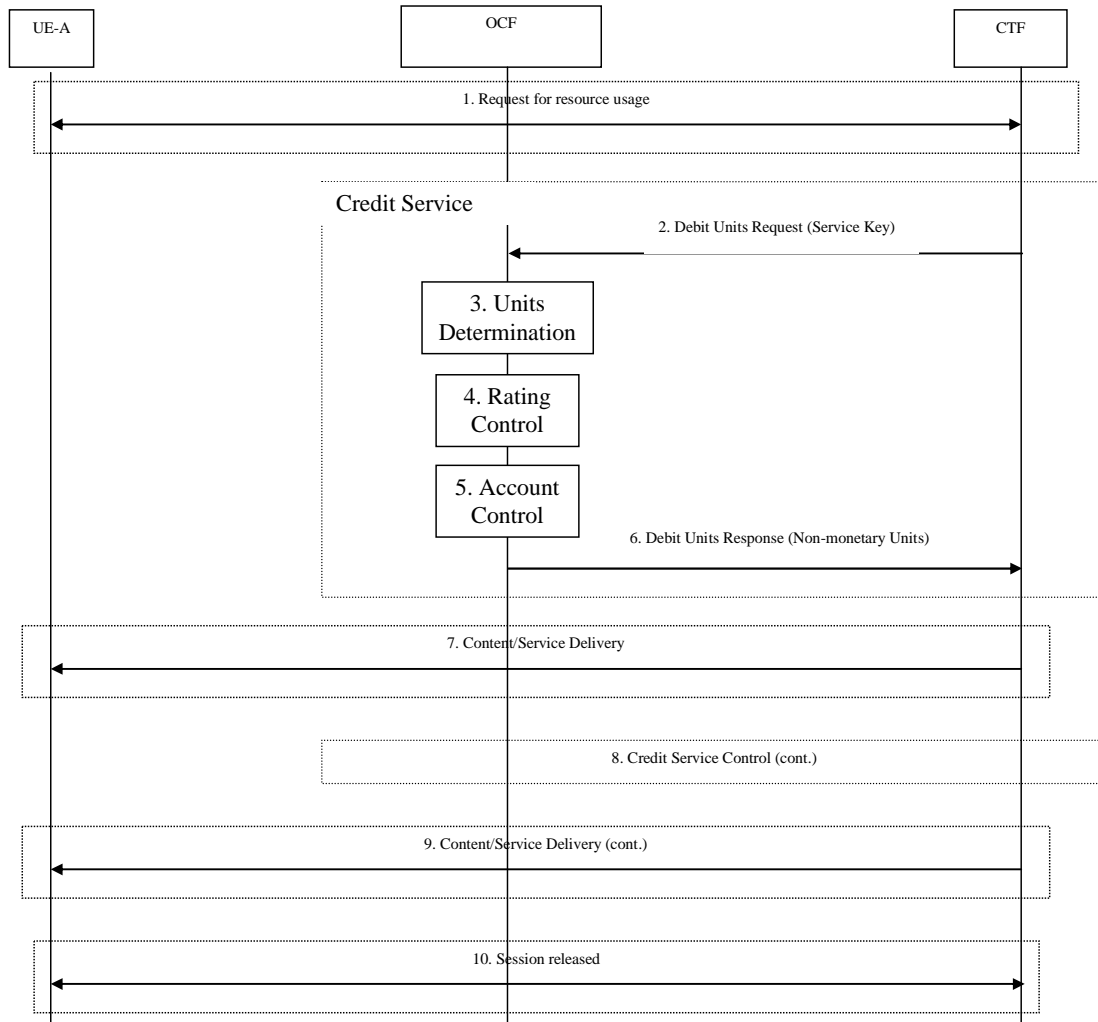 UE-A
OCF
CTF
1. Request for resource usage
Credit Service
2. Debit Units Request (Service Key)
3. Units
Determination
4. Rating
Control
5. Account
Control
6. Debit Units Response (Non-monetary Units)
7. Content/Service Delivery
8. Credit Service Control (cont.)
9. Content/Service Delivery (cont.)
10. Session released